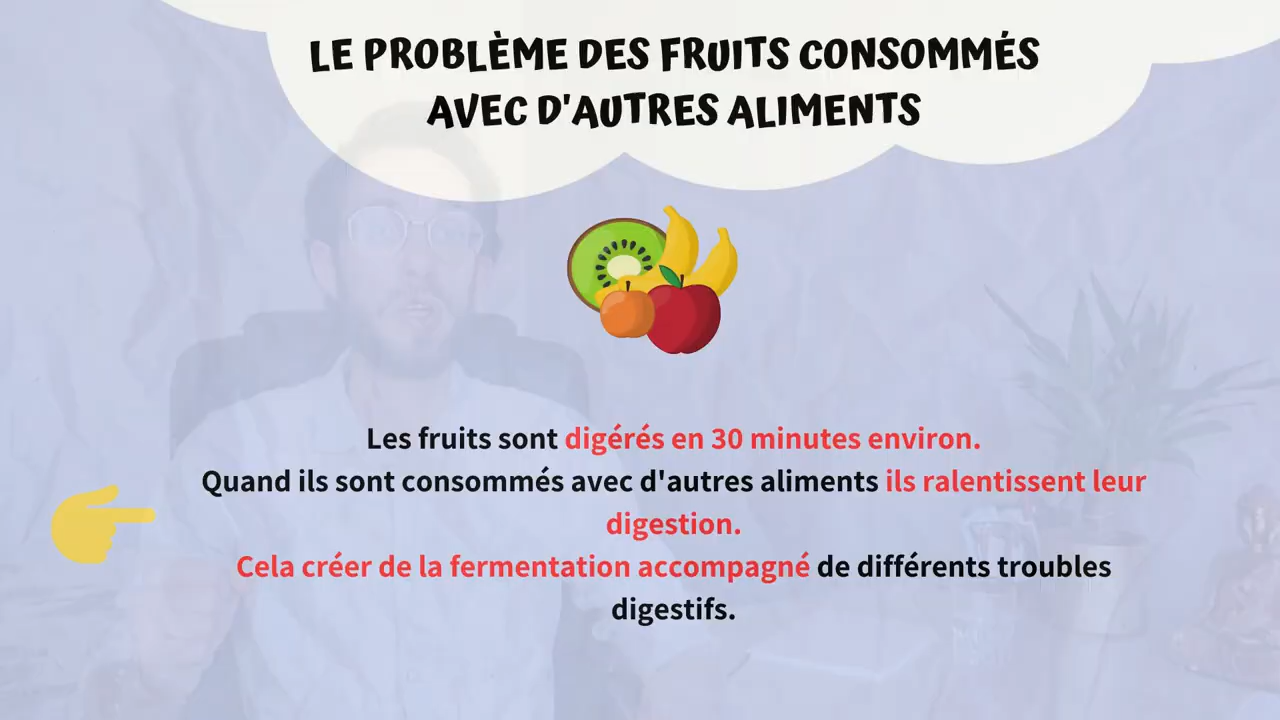 LE PROBLÈME DES FRUITS CONSOMMÉS
AVEC D'AUTRES ALIMENTS
Les fruits sont digérés en 30 minutes environ.
Quand ils sont consommés avec d'autres aliments ils ralentissent leur
digestion.
Cela créer de la fermentation accompagné de différents troubles
digestifs.